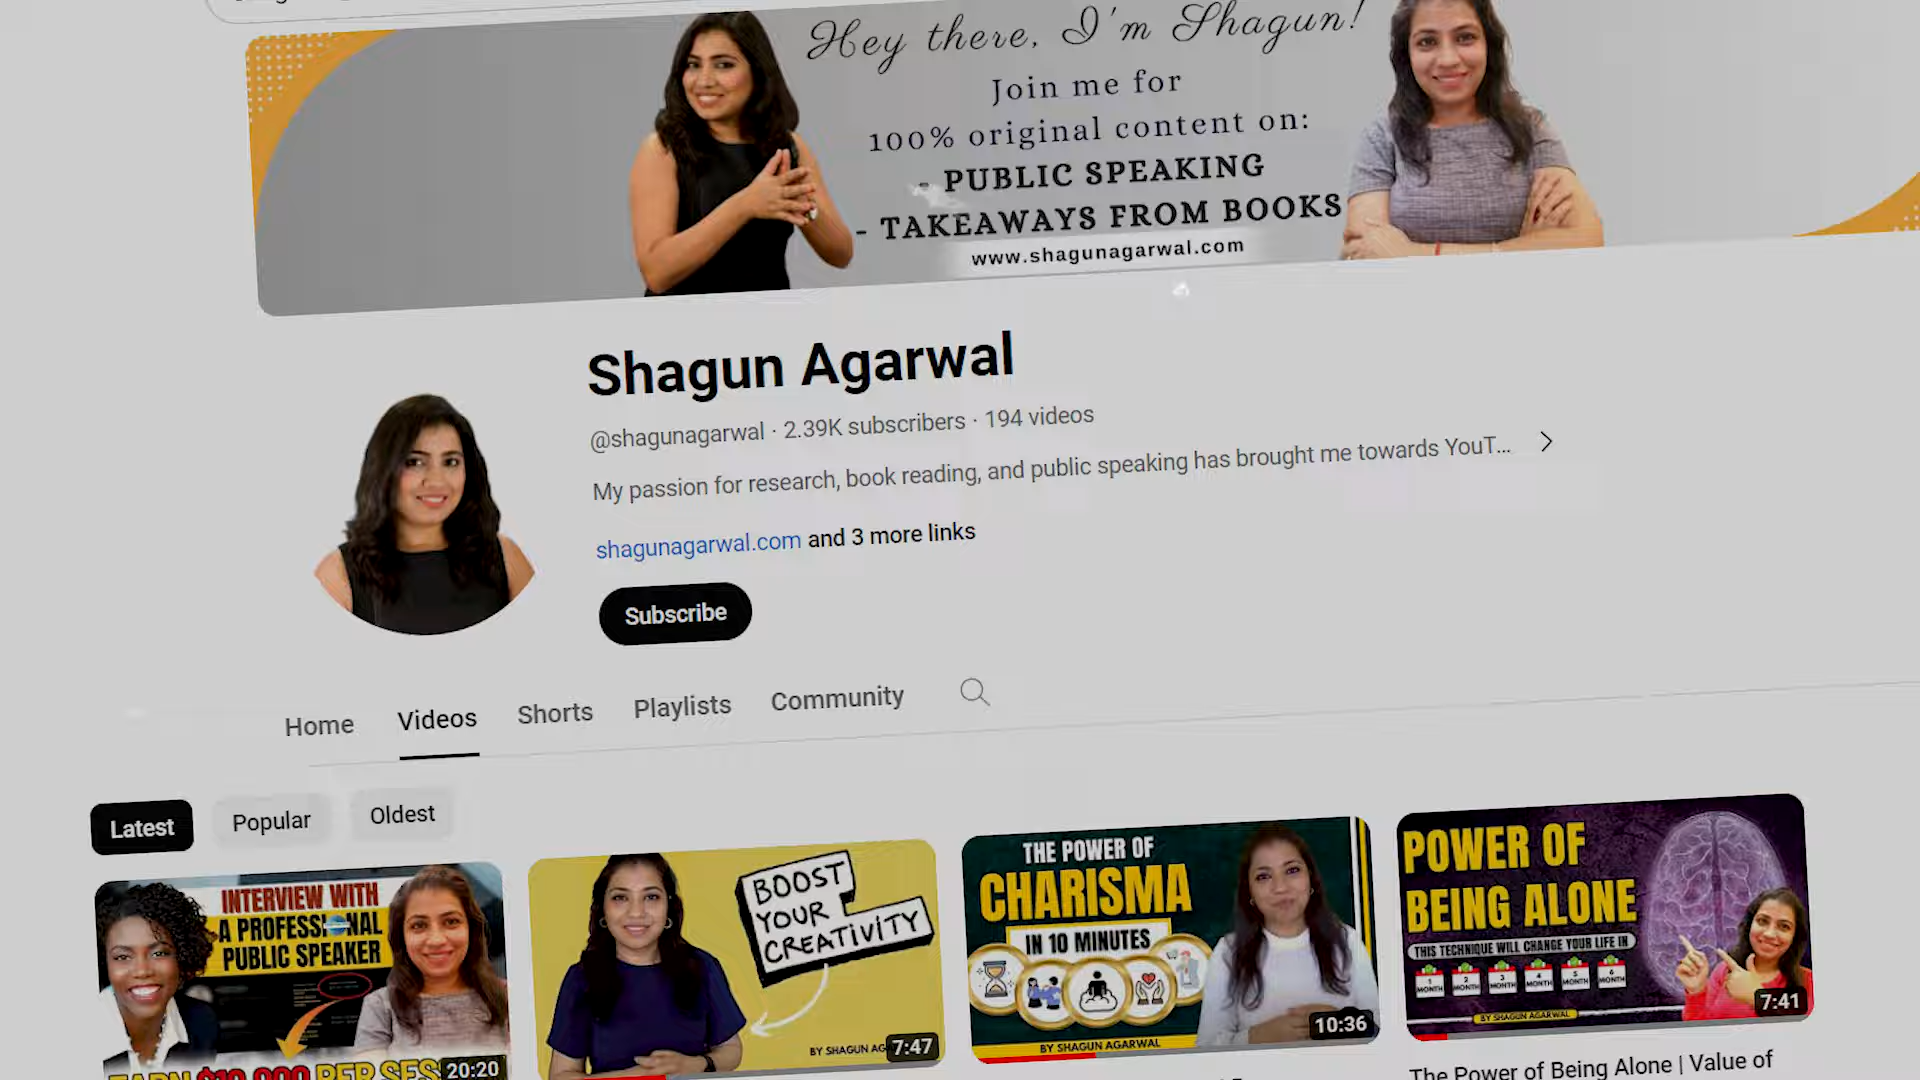 Hey there, I'm Shagun!
Join me for
100% original content on:
- PUBLIC SPEAKING
- TAKEAWAYS FROM BOOKS
www.shagunagarwal.com
Shagun Agarwal
@shagunagarwal · 2.39K subscribers · 194 videos
My passion for research, book reading, and public speaking has brought me towards YouT...
shagunagarwal.com and 3 more links
Subscribe
Home Videos Shorts Playlists Community
Latest Popular Oldest
INTERVIEW WITH
A PROFESSIONAL
PUBLIC SPEAKER
EARN $10,000 PER SES
20:20
BOOST
YOUR
CREATIVITY
BY SHAGUN AG
7:47
THE POWER OF
CHARISMA
IN 10 MINUTES
BY SHAGUN AGARWAL
10:36
POWER OF
BEING ALONE
THIS TECHNIQUE WILL CHANGE YOUR LIFE IN
1 MONTH 2 MONTH 3 MONTH 4 MONTH 5 MONTH 6 MONTH
BY SHAGUN AGARWAL
7:41
The Power of Being Alone | Value of